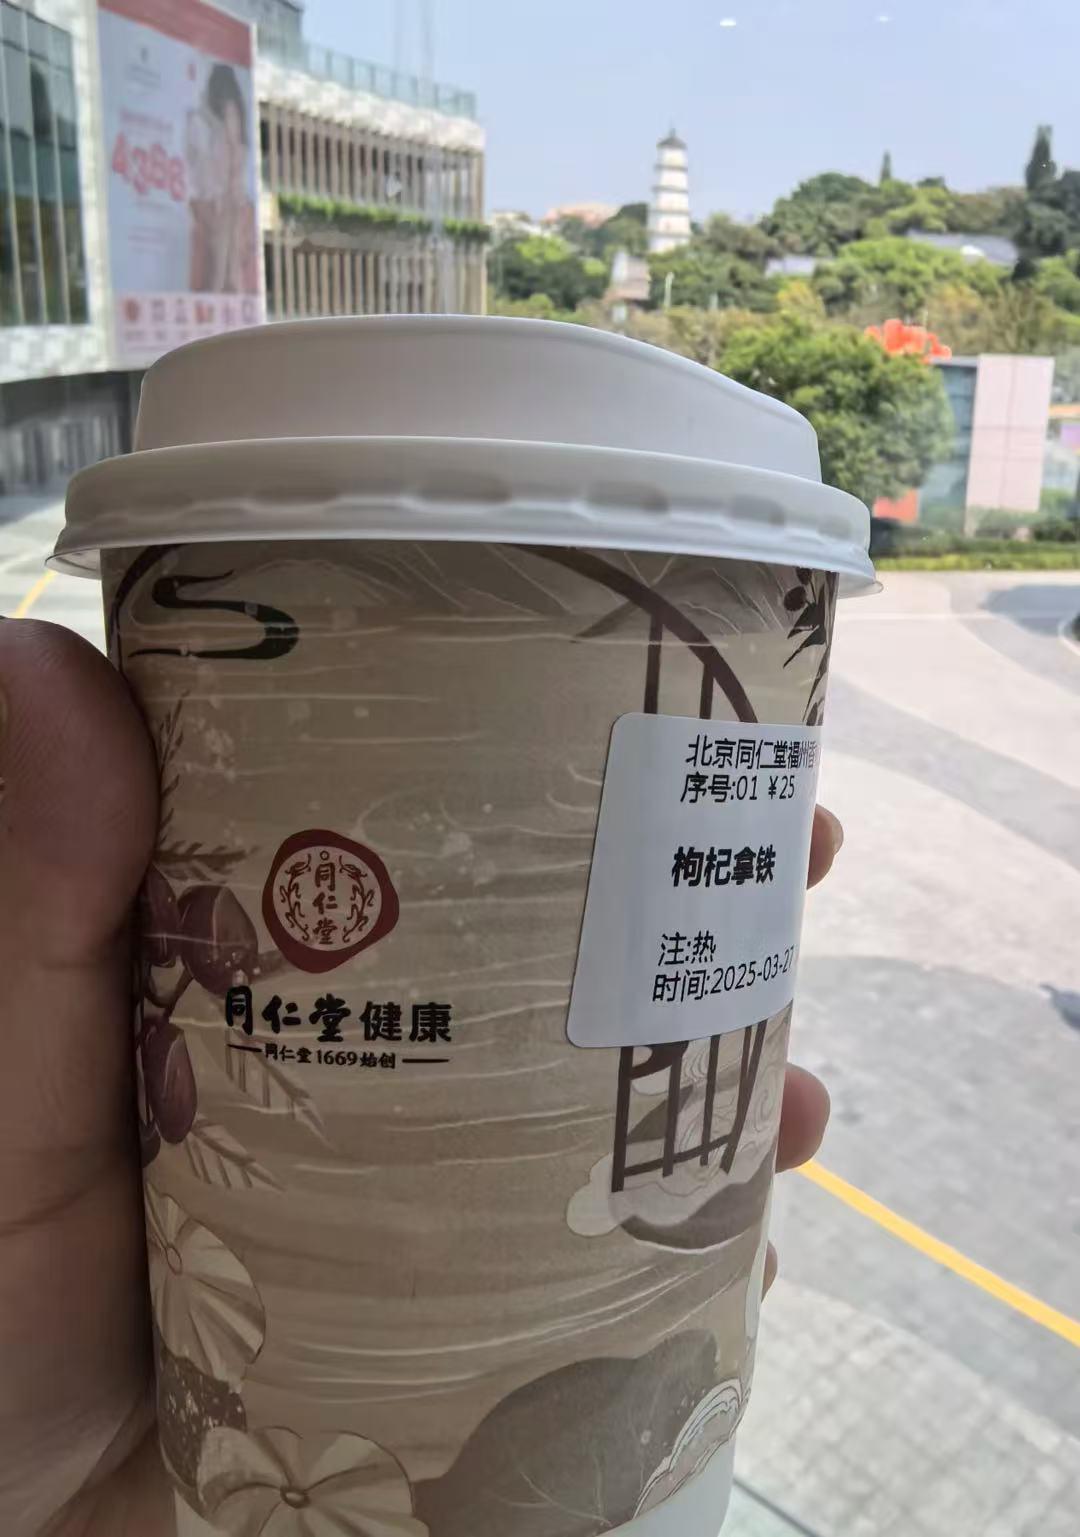 北京同仁堂福州香
序号:01 ￥25
枸杞拿铁
注:热
时间:2025-03-27
同仁堂
同仁堂健康
同仁堂1669始创